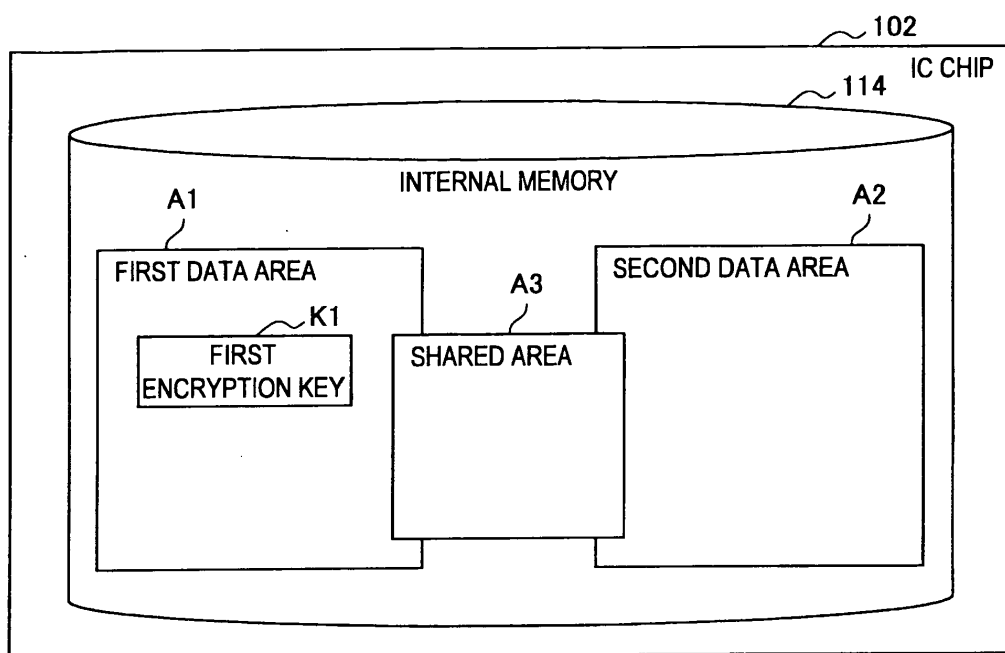 102
IC CHIP
114
INTERNAL MEMORY
A1
A2
FIRST DATA AREA
SECOND DATA AREA
A3
K1
SHARED AREA
FIRST
ENCRYPTION KEY